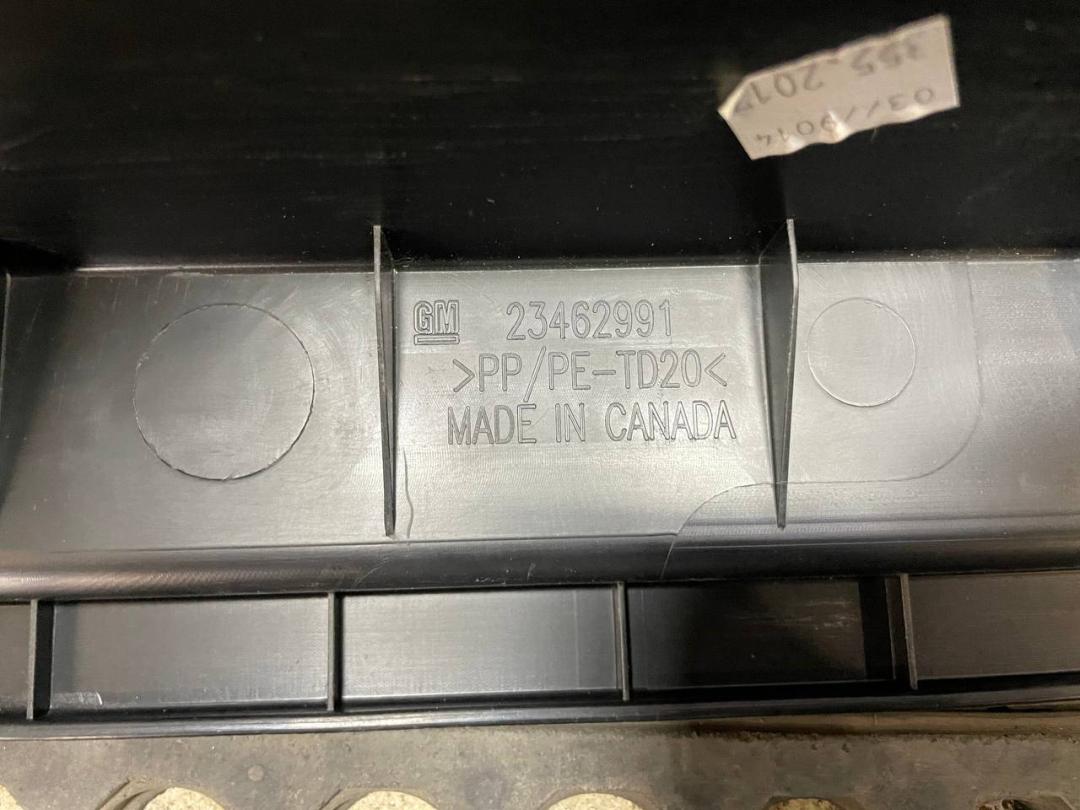 GM 23462991
>PP/PE-TD20<
MADE IN CANADA